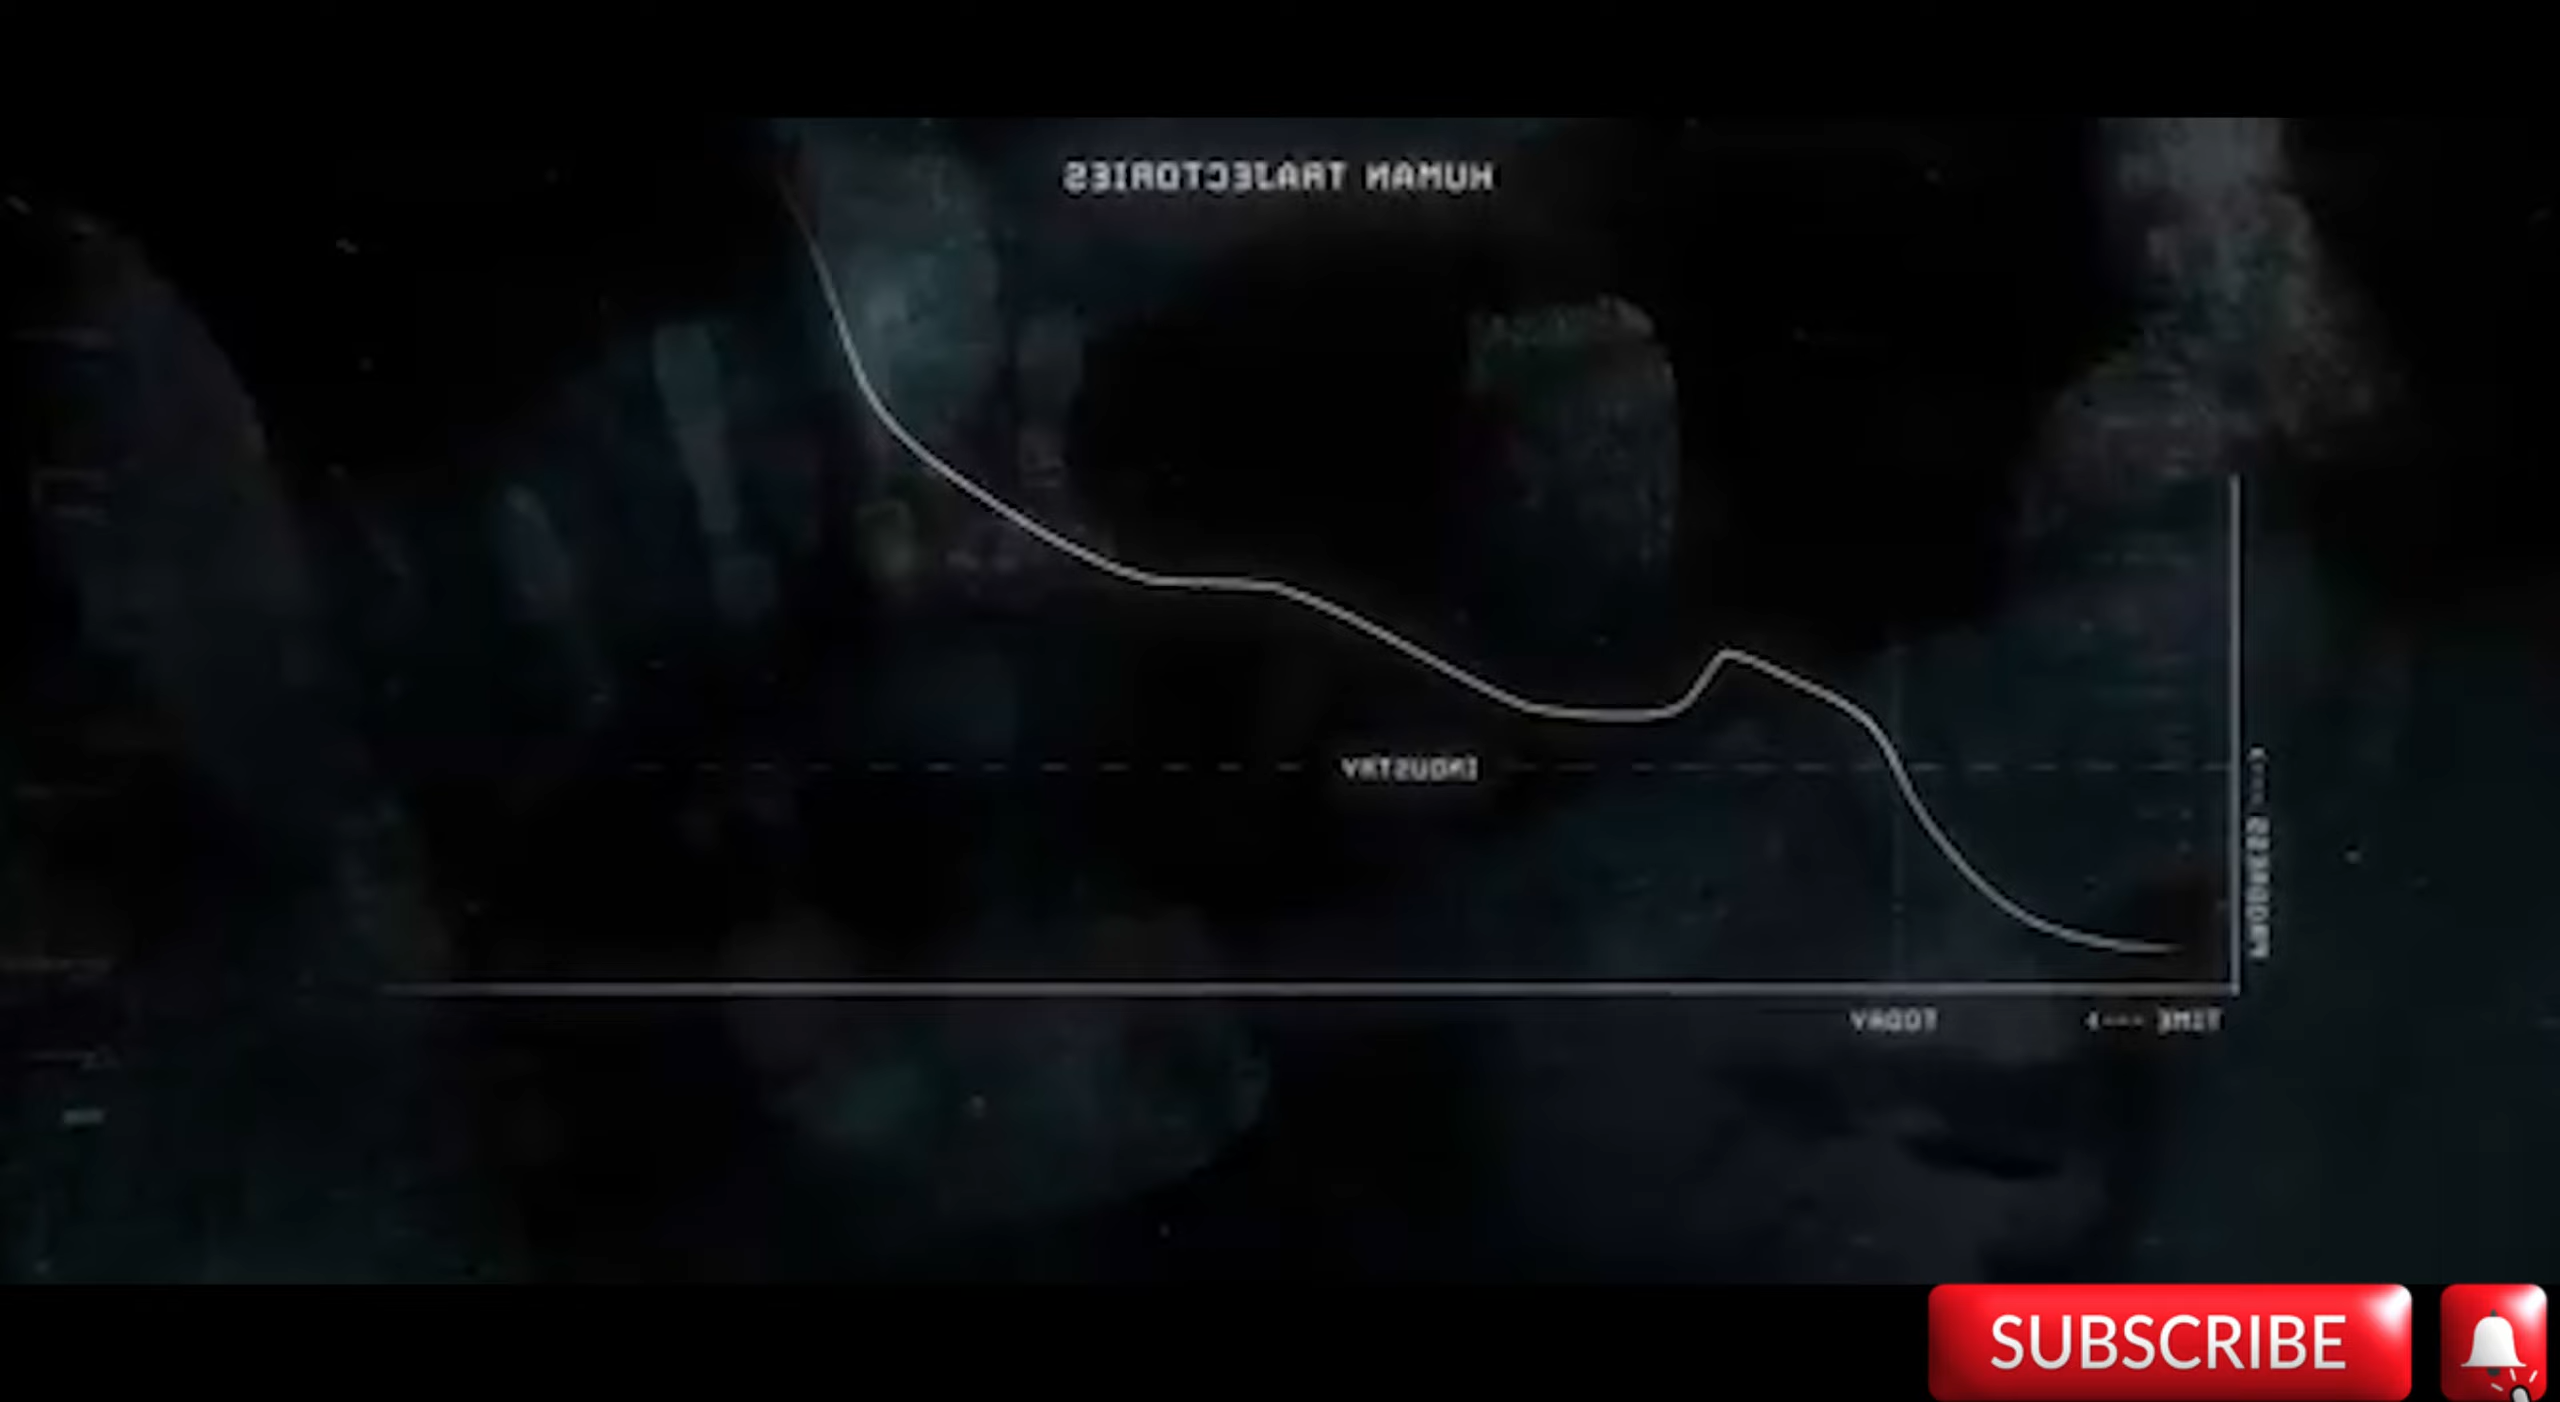 HUMAN TRAJECTORIES
INDUSTRY
PROGRESS --->
TODAY
TIME --->
SUBSCRIBE